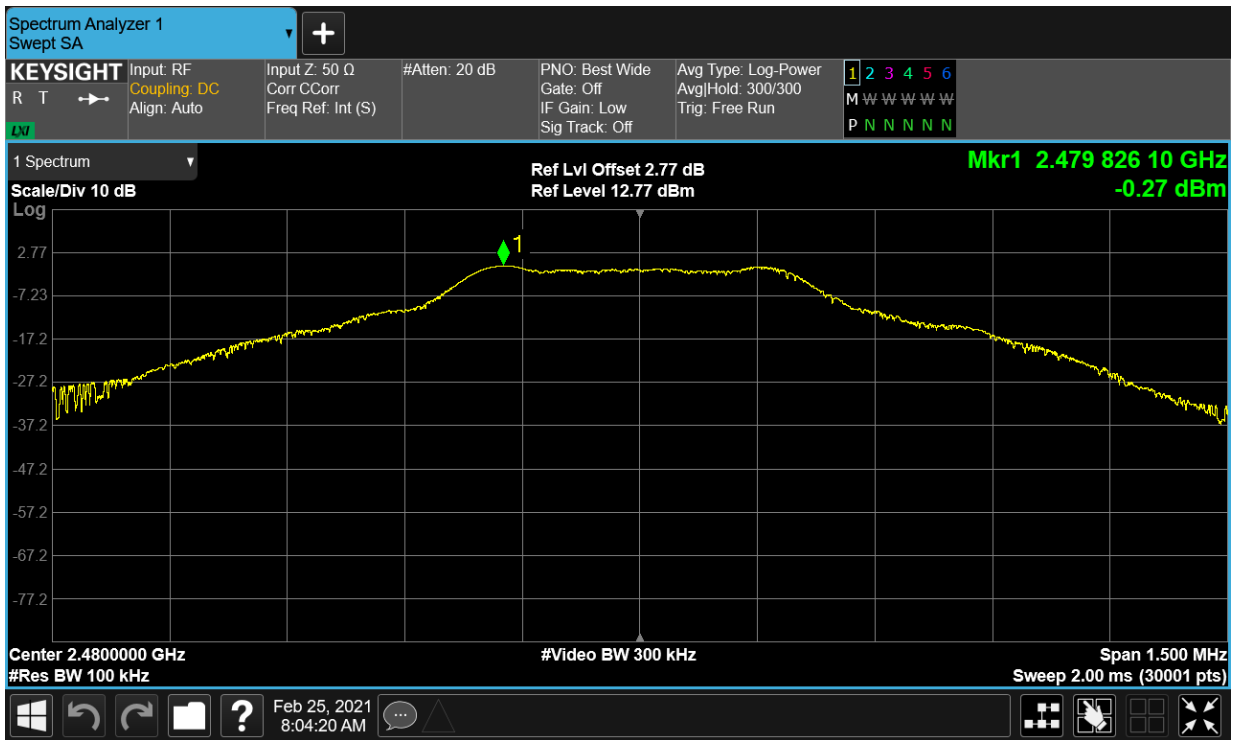 Spectrum Analyzer 1
Swept SA
KEYSIGHT
R T
LXI
Input: RF
Coupling: DC
Align: Auto
Input Z: 50 Ω
Corr CCorr
Freq Ref: Int (S)
#Atten: 20 dB
PNO: Best Wide
Gate: Off
IF Gain: Low
Sig Track: Off
Avg Type: Log-Power
Avg|Hold: 300/300
Trig: Free Run
1 2 3 4 5 6
M W W W W W
P N N N N N
1 Spectrum
Scale/Div 10 dB
Log
Ref Lvl Offset 2.77 dB
Ref Level 12.77 dBm
Mkr1 2.479 826 10 GHz
-0.27 dBm
1
2.77
-7.23
-17.2
-27.2
-37.2
-47.2
-57.2
-67.2
-77.2
Center 2.4800000 GHz
#Res BW 100 kHz
#Video BW 300 kHz
Span 1.500 MHz
Sweep 2.00 ms (30001 pts)
?
Feb 25, 2021
8:04:20 AM